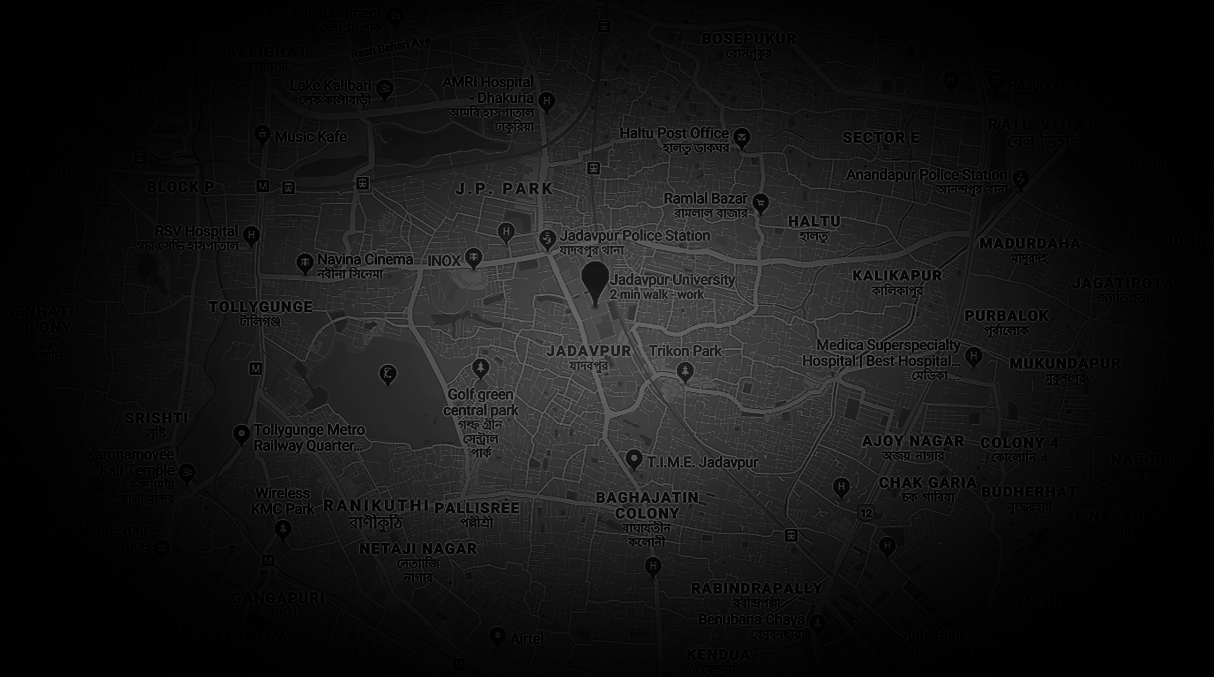 KALIGHAT
Rash Behari Ave
BOSEPUKUR
বোসপুকুর
Lake Kalibari
লেক কালীবাড়ী
AMRI Hospital
- Dhakuria
আমরি হাসপাতাল
ঢাকুরিয়া
Music Kafe
Haltu Post Office
হালতু ডাকঘর
SECTOR E
RAIL VIHAR
Anandapur Police Station
আনন্দপুর থানা
BLOCK P
M
J.P. PARK
Ramlal Bazar
রামলাল বাজার
HALTU
হালতু
RSV Hospital
আরএসভি হাসপাতাল
Jadavpur Police Station
যাদবপুর থানা
MADURDAHA
মাদুরদহ
Navina Cinema
নবীনা সিনেমা
INOX
Jadavpur University
2 min walk - work
KALIKAPUR
কালিকাপুর
JAGATIPOTA
TOLLYGUNGE
টালিগঞ্জ
PURBALOK
পূর্বালোক
JADAVPUR
যাদবপুর
Trikon Park
Medica Superspecialty
Hospital | Best Hospital...
মেডিকা...
MUKUNDAPUR
মুকুন্দপুর
M
Golf green
central park
গল্ফ গ্রীন
সেন্ট্রাল
পার্ক
SRISHTI
সৃষ্টি
Tollygunge Metro
Railway Quarter...
AJOY NAGAR
অজয় নাগার
COLONY 4
কোলোনি ৪
Karunamoyee
Kali Temple
T.I.M.E. Jadavpur
CHAK GARIA
চক গারিয়া
BUDHERHAT
Wireless
KMC Park
RANIKUTHI
রাণীকুঠি
PALLISREE
পল্লীশ্রী
BAGHAJATIN
COLONY
বাঘাযতীন
কলোনী
12
NETAJI NAGAR
নেতাাজি
নাগার
M
GANGAPURI
RABINDRAPALLY
রবীন্দ্রপল্লী
Benubana Chaya
Airtel
KENDUA